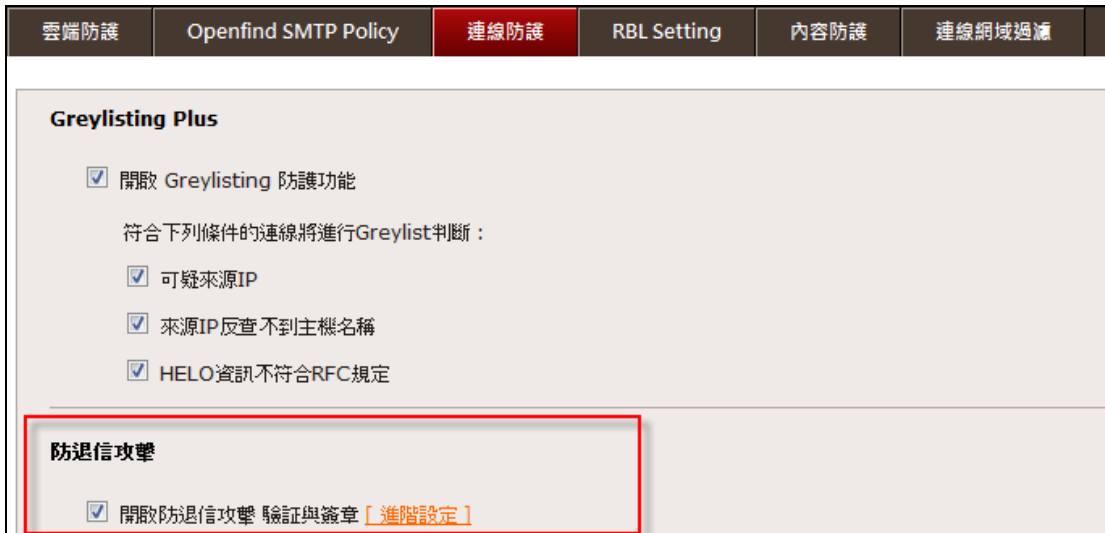 雲端防護 Openfind SMTP Policy 連線防護 RBL Setting 內容防護 連線網域過濾
Greylisting Plus
開啟 Greylisting 防護功能
符合下列條件的連線將進行Greylist判斷：
可疑來源IP
來源IP反查不到主機名稱
HELO資訊不符合RFC規定
防退信攻擊
開啟防退信攻擊 驗証與簽章 [ 進階設定 ]